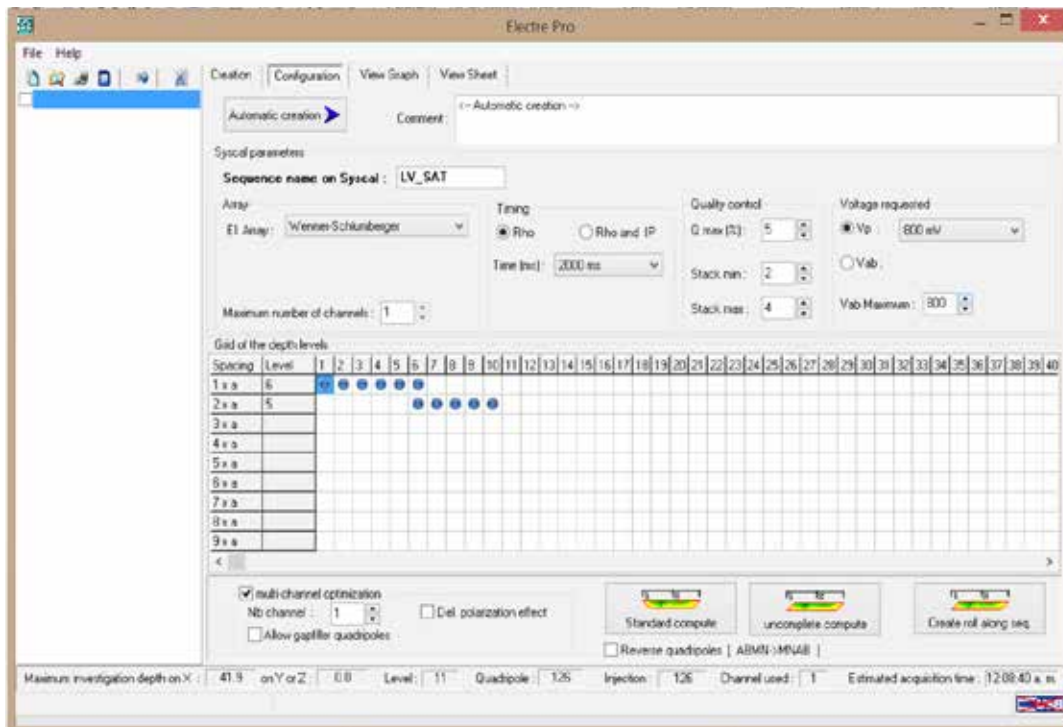 Electre Pro
File Help
Creation Configuration View Graph View Sheet
Automatic creation
Comment :
<-- Automatic creation -->
Syscal parameters
Sequence name on Syscal : LV_SAT
Array
E1 Array : Wenner-Schlumberger
Maximum number of channels : 1
Timing
Rho Rho and IP
Time (ms) : 2000 ms
Quality control
Q max (%) : 5
Stack min : 2
Stack max : 4
Voltage requested
Vp : 800 mV
Vab :
Vab Maximum : 800
Grid of the depth levels
Spacing Level 1 2 3 4 5 6 7 8 9 10 11 12 13 14 15 16 17 18 19 20 21 22 23 24 25 26 27 28 29 30 31 32 33 34 35 36 37 38 39 40
1 x a 6
2 x a 5
3 x a
4 x a
5 x a
6 x a
7 x a
8 x a
9 x a
multi-channel optimization
Nb channel : 1
Allow gapfiller quadripoles
Del. polarization effect
Standard compute
uncomplete compute
Create roll along seq.
Reverse quadripoles [ ABMN->MNAB ]
Maximum investigation depth on X : 41.9 on Y or Z : 0.0 Level : 11 Quadipole : 126 Injection : 126 Channel used : 1 Estimated acquisition time : 12:08:40 a. m.